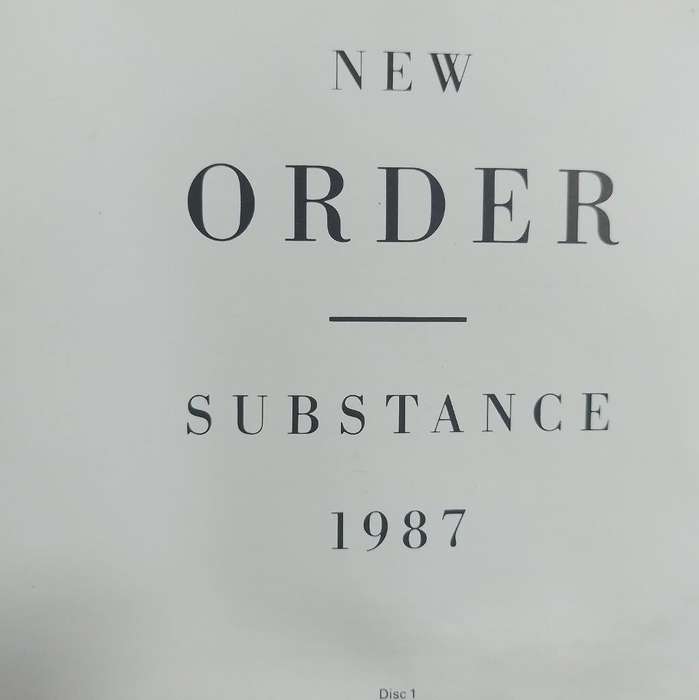 NEW
ORDER
SUBSTANCE
1987
Disc 1